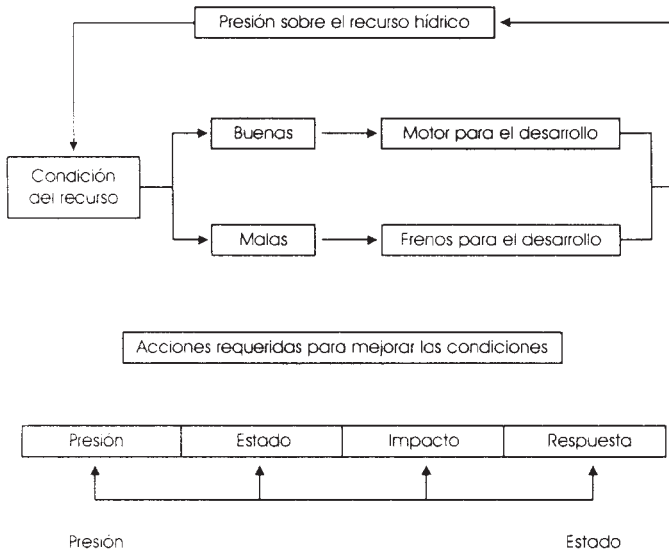 Presión sobre el recurso hídrico
Buenas
Motor para el desarrollo
Condición
del recurso
Malas
Frenos para el desarrollo
Acciones requeridas para mejorar las condiciones
Presión
Estado
Impacto
Respuesta
Presión
Estado